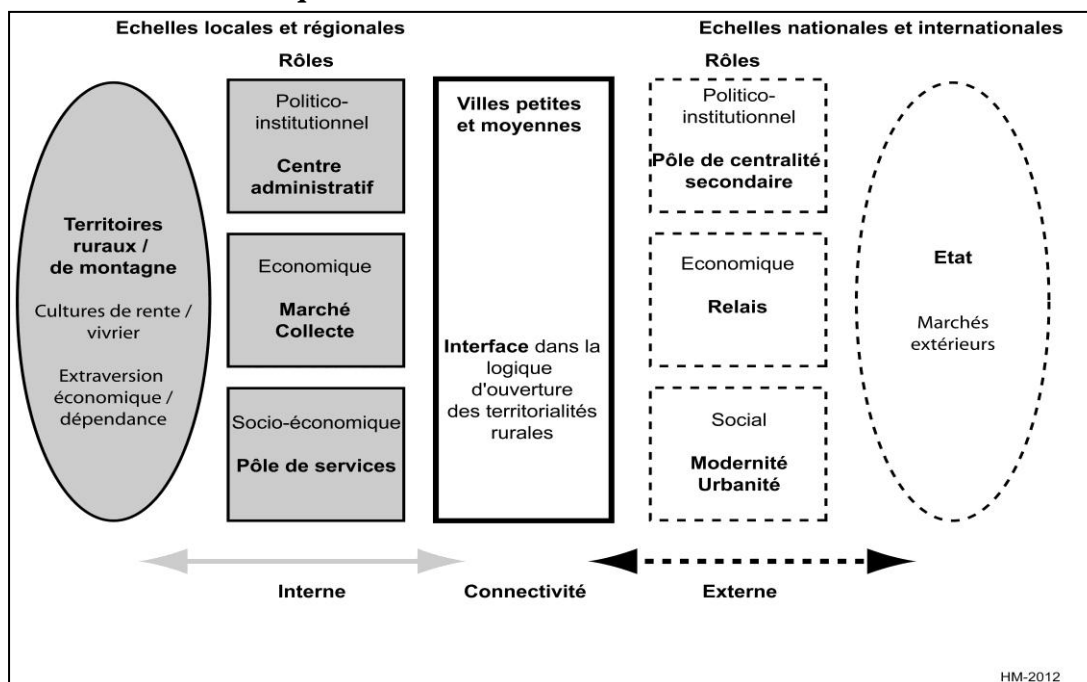 Echelles locales et régionales
Echelles nationales et internationales
Rôles
Rôles
Territoires
ruraux /
de montagne
Cultures de rente /
vivrier
Extraversion
économique /
dépendance
Politico-
institutionnel
Centre
administratif
Economique
Marché
Collecte
Socio-économique
Pôle de services
Villes petites
et moyennes
Interface dans la
logique
d'ouverture
des territorialités
rurales
Politico-
institutionnel
Pôle de centralité
secondaire
Economique
Relais
Social
Modernité
Urbanité
Etat
Marchés
extérieurs
Interne
Connectivité
Externe
HM-2012